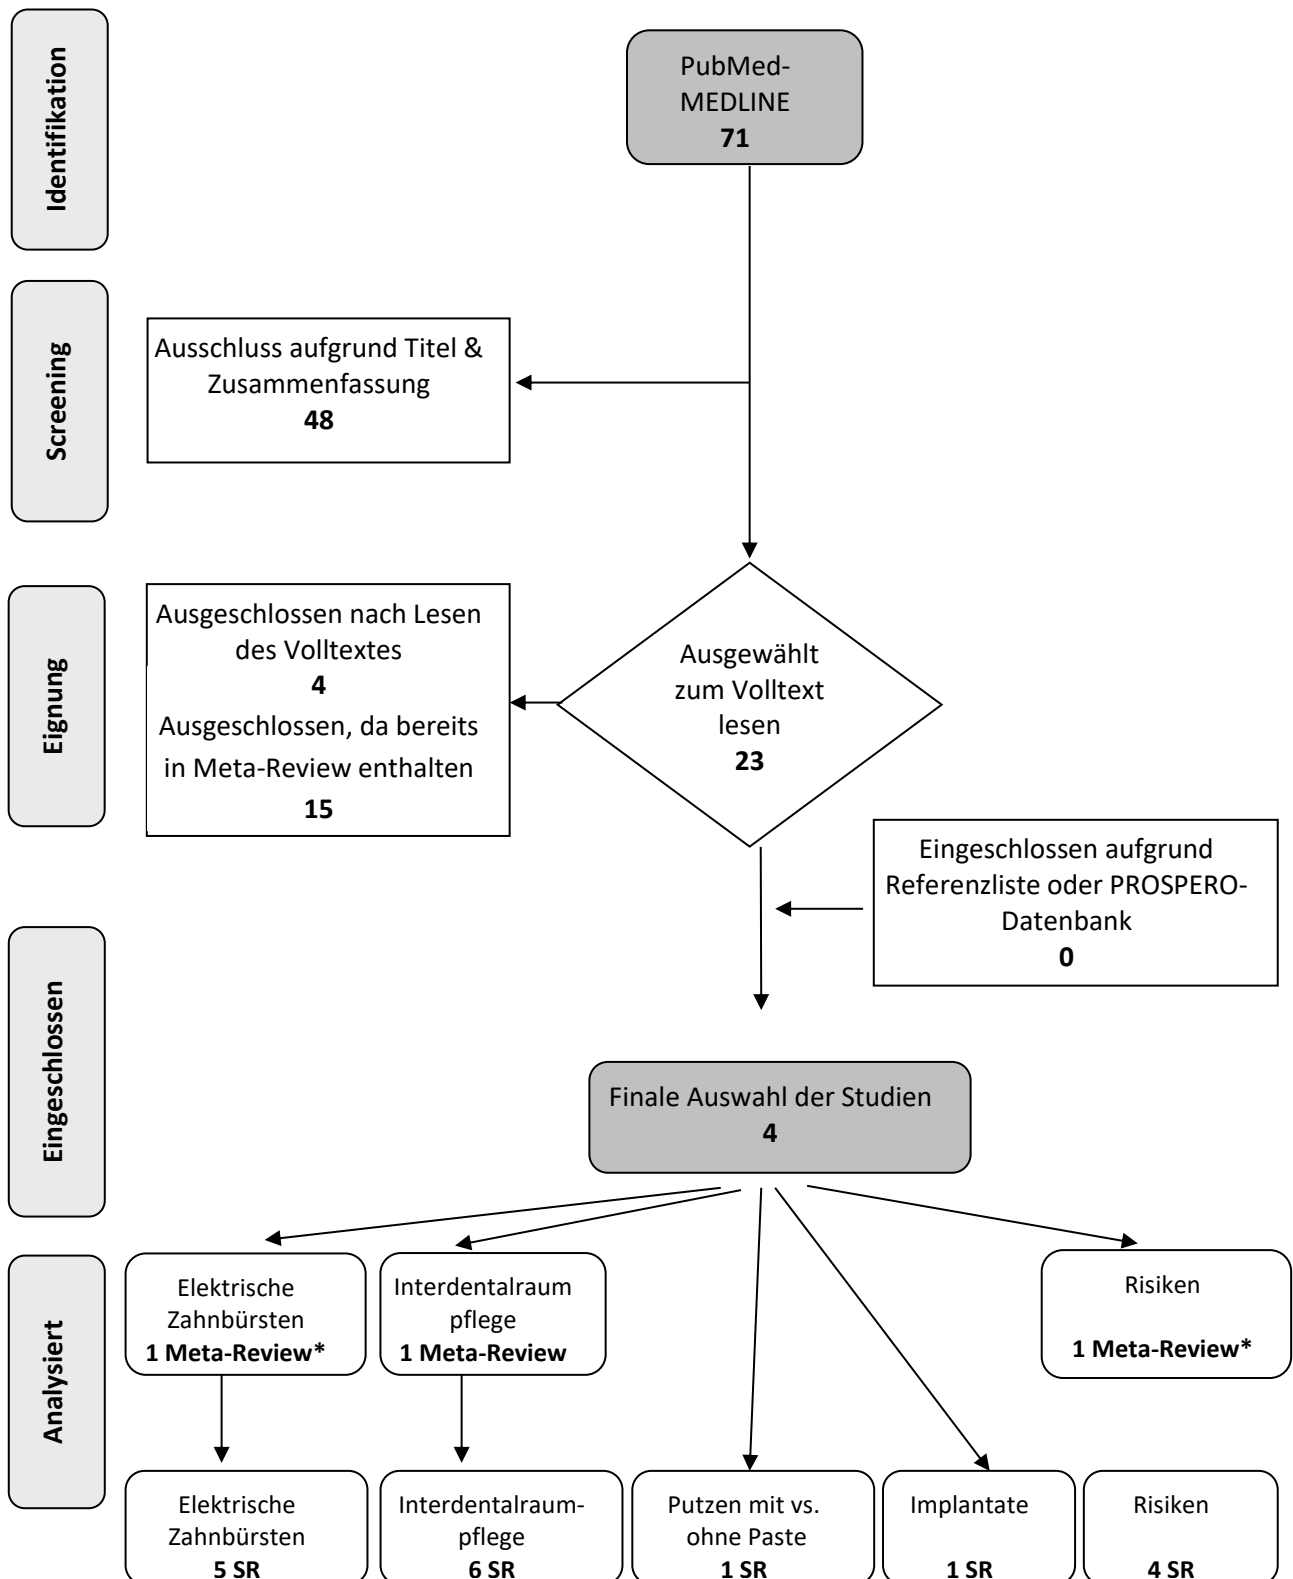 Identifikation
PubMed-
MEDLINE
71
Screening
Ausschluss aufgrund Titel &
Zusammenfassung
48
Eignung
Ausgeschlossen nach Lesen
des Volltextes
4
Ausgeschlossen, da bereits
in Meta-Review enthalten
15
Ausgewählt
zum Volltext
lesen
23
Eingeschlossen aufgrund
Referenzliste oder PROSPERO-
Datenbank
0
Eingeschlossen
Finale Auswahl der Studien
4
Analysiert
Elektrische
Zahnbürsten
1 Meta-Review*
Interdentalraum
pflege
1 Meta-Review
Risiken
1 Meta-Review*
Elektrische
Zahnbürsten
5 SR
Interdentalraum-
pflege
6 SR
Putzen mit vs.
ohne Paste
1 SR
Implantate
1 SR
Risiken
4 SR